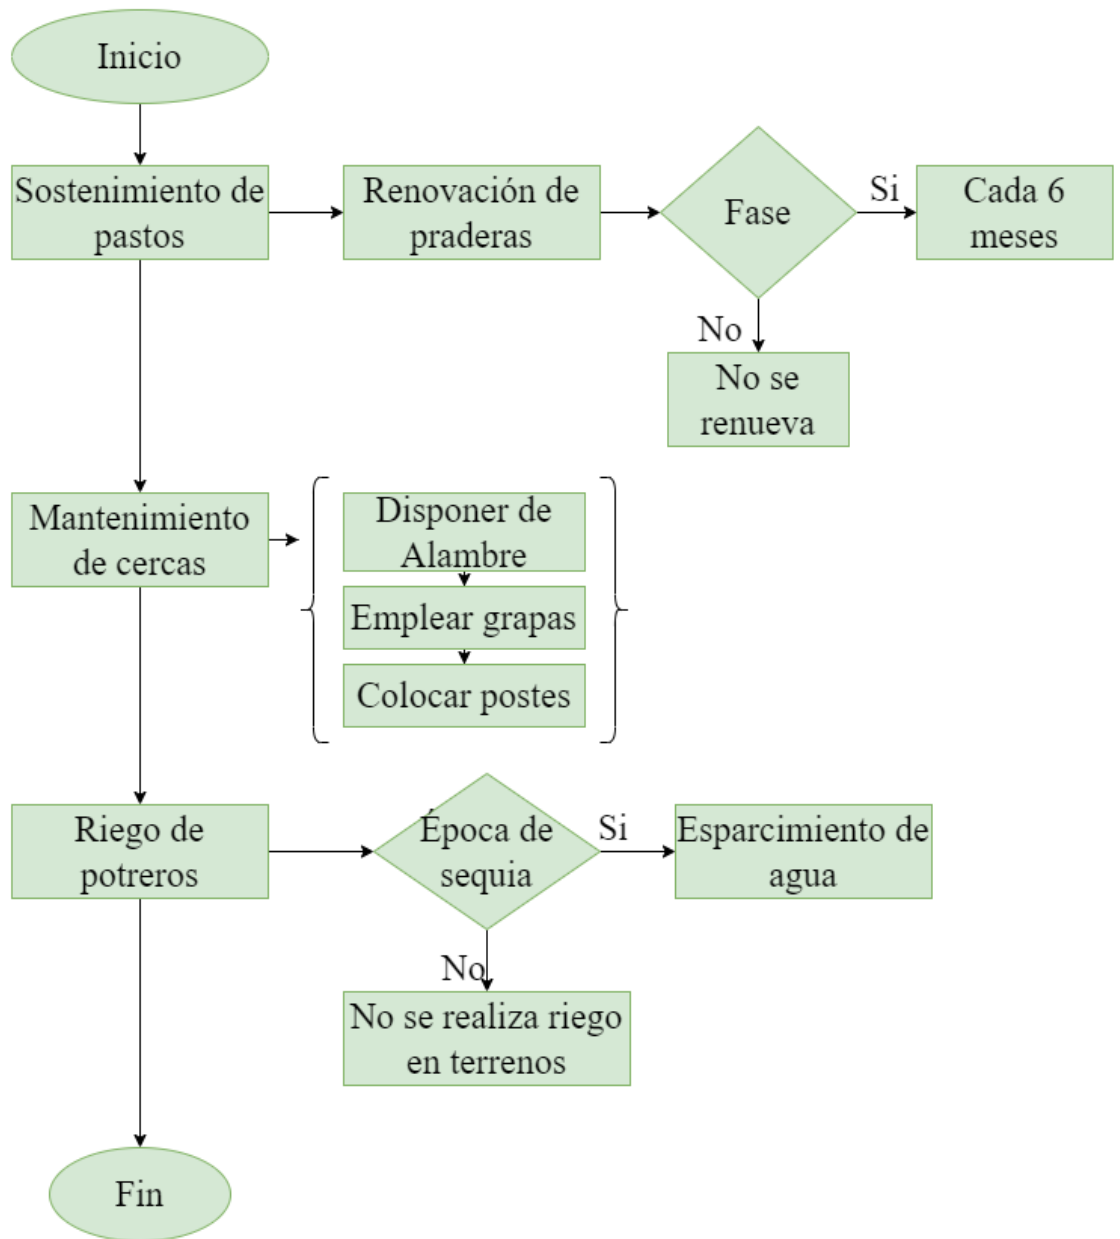 Inicio
Sostenimiento de
pastos
Renovación de
praderas
Fase
Si
Cada 6
meses
No
No se
renueva
Mantenimiento
de cercas
Disponer de
Alambre
Emplear grapas
Colocar postes
Riego de
potreros
Época de
sequia
Si
Esparcimiento de
agua
No
No se realiza riego
en terrenos
Fin